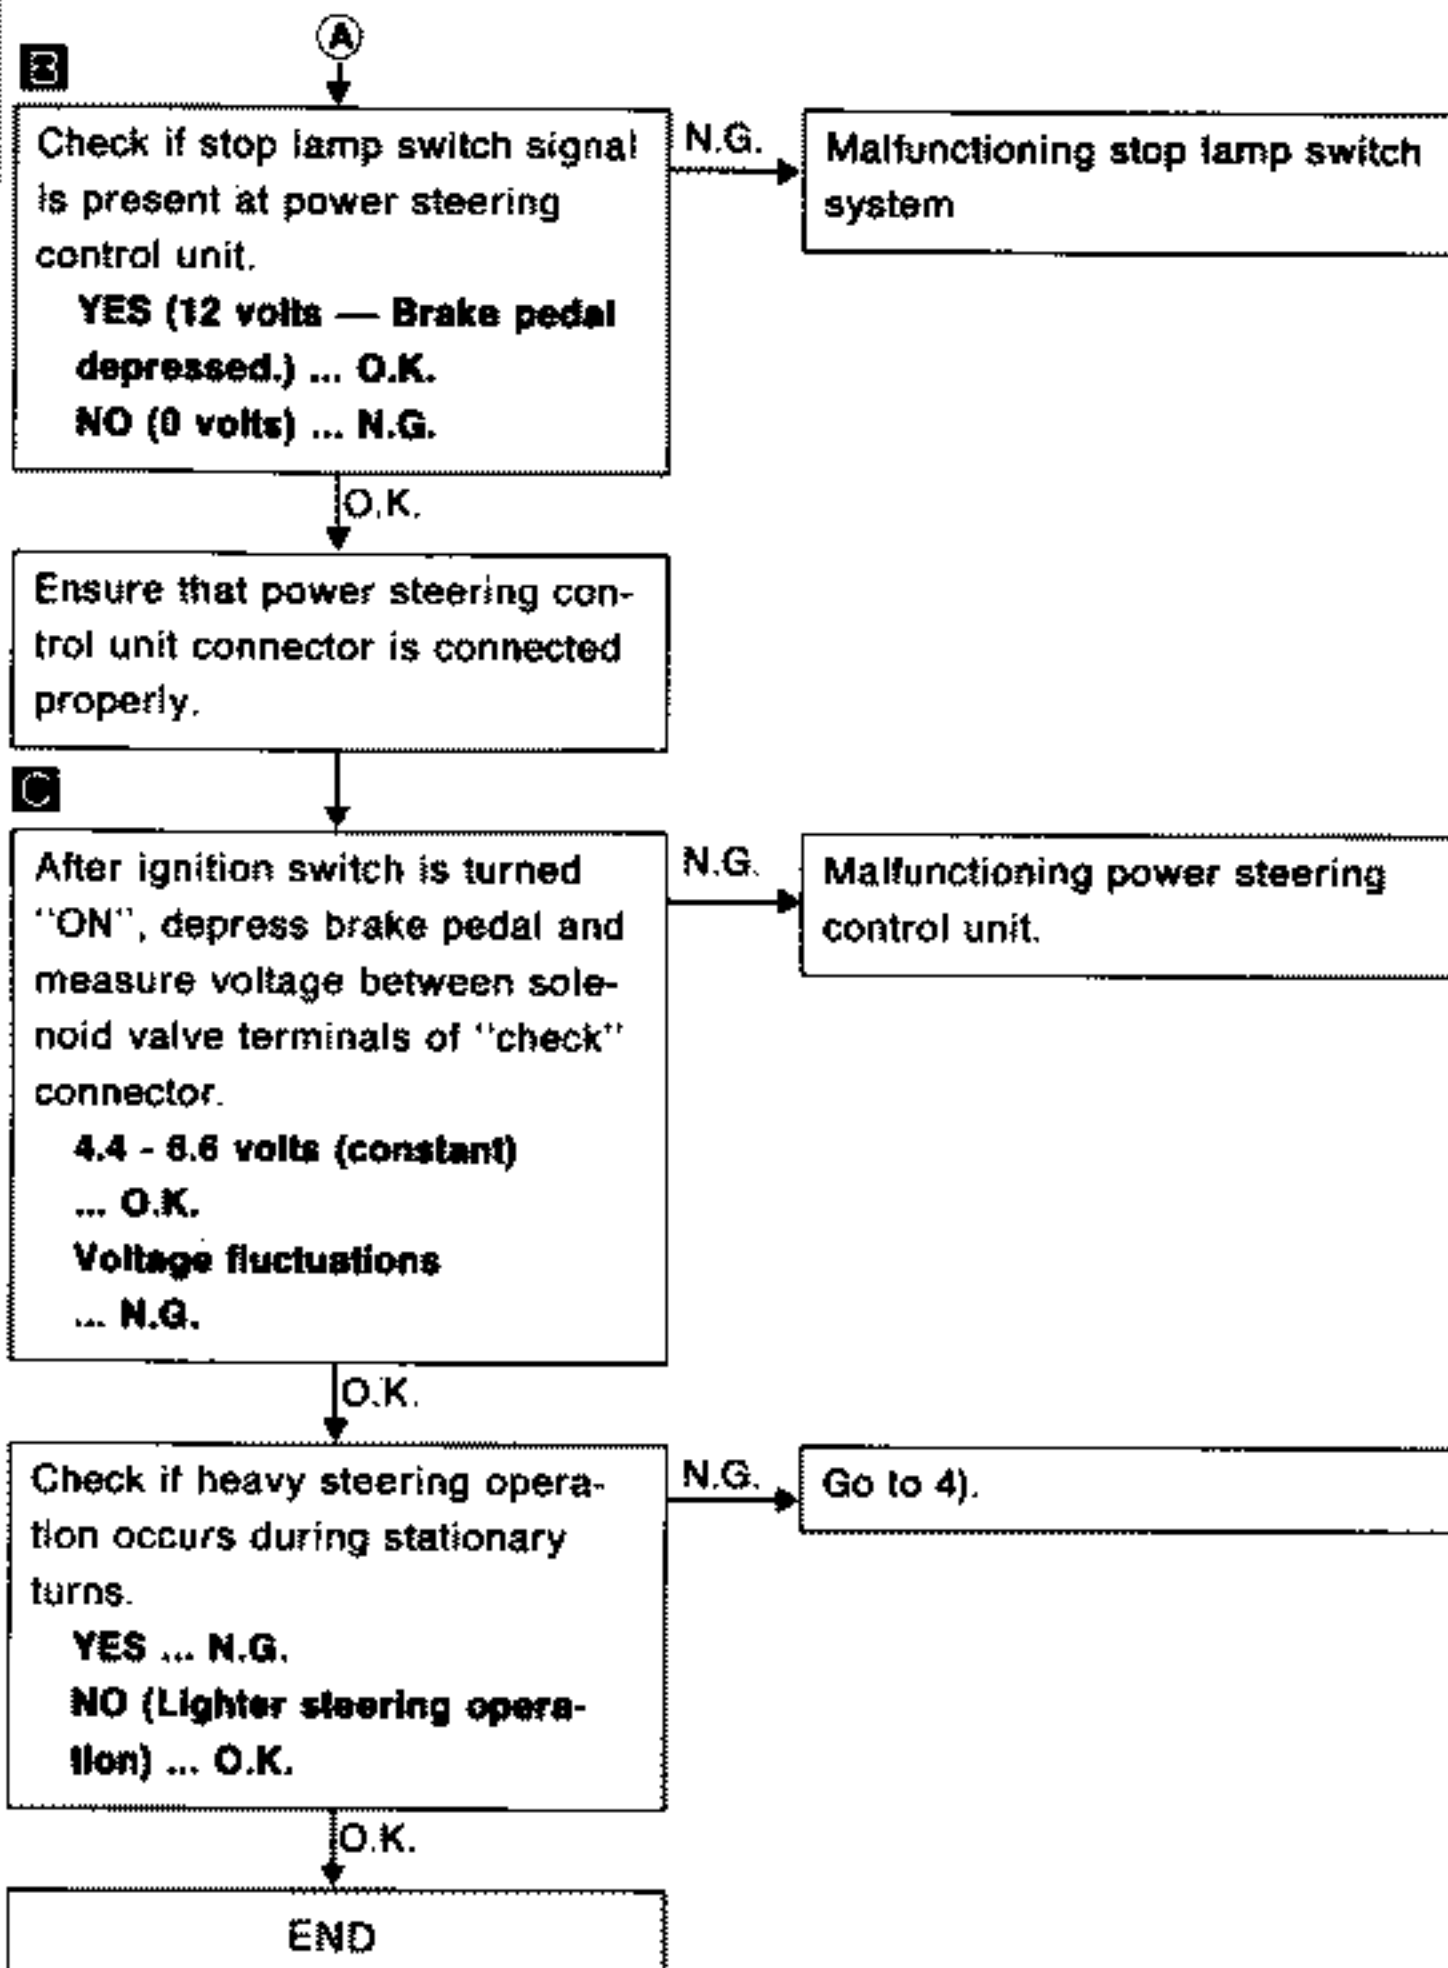 A
B
Check if stop lamp switch signal
is present at power steering
control unit.
YES (12 volts — Brake pedal
depressed.) ... O.K.
NO (0 volts) ... N.G.
N.G.
Malfunctioning stop lamp switch
system
O.K.
Ensure that power steering con-
trol unit connector is connected
properly.
C
After ignition switch is turned
"ON", depress brake pedal and
measure voltage between sole-
noid valve terminals of "check"
connector.
4.4 - 6.6 volts (constant)
... O.K.
Voltage fluctuations
... N.G.
N.G.
Malfunctioning power steering
control unit.
O.K.
Check if heavy steering opera-
tion occurs during stationary
turns.
YES ... N.G.
NO (Lighter steering opera-
tion) ... O.K.
N.G.
Go to 4).
O.K.
END